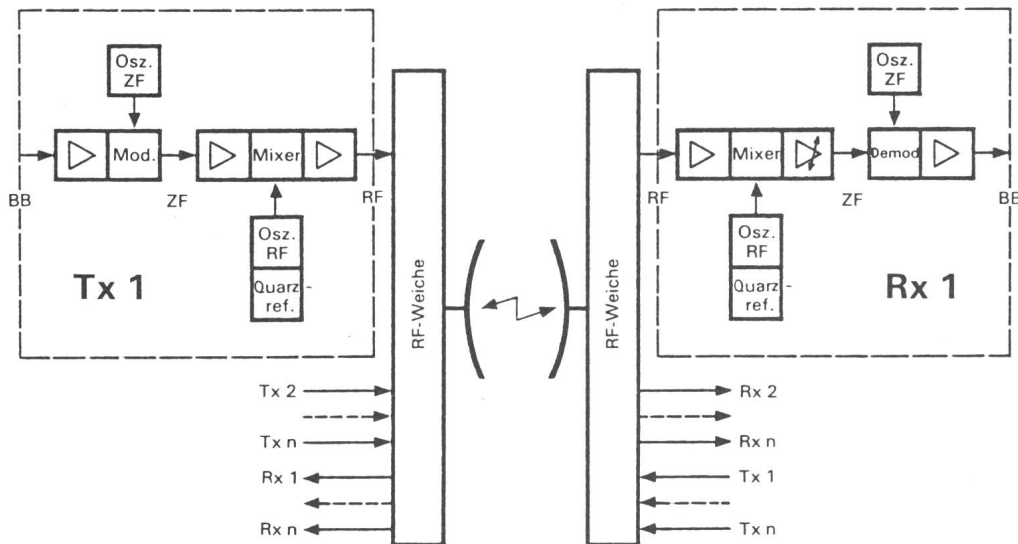 Osz.
ZF
Mod.
Mixer
BB
ZF
RF
Osz.
RF
Quarz-
ref.
Tx 1
RF-Weiche
Tx 2
Tx n
Rx 1
Rx n
RF-Weiche
Osz.
ZF
Mixer
Demod
RF
ZF
BB
Osz.
RF
Quarz-
ref.
Rx 1
Rx 2
Rx n
Tx 1
Tx n